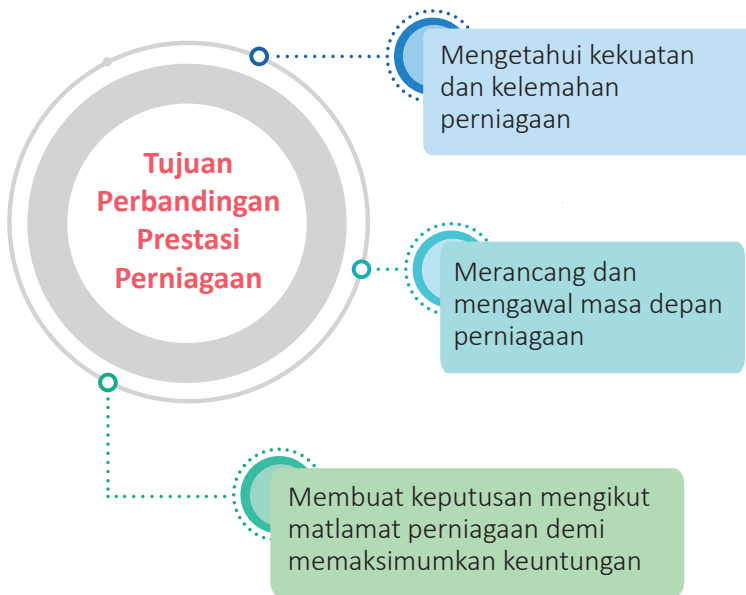 Tujuan
Perbandingan
Prestasi
Perniagaan
Mengetahui kekuatan
dan kelemahan
perniagaan
Merancang dan
mengawal masa depan
perniagaan
Membuat keputusan mengikut
matlamat perniagaan demi
memaksimumkan keuntungan